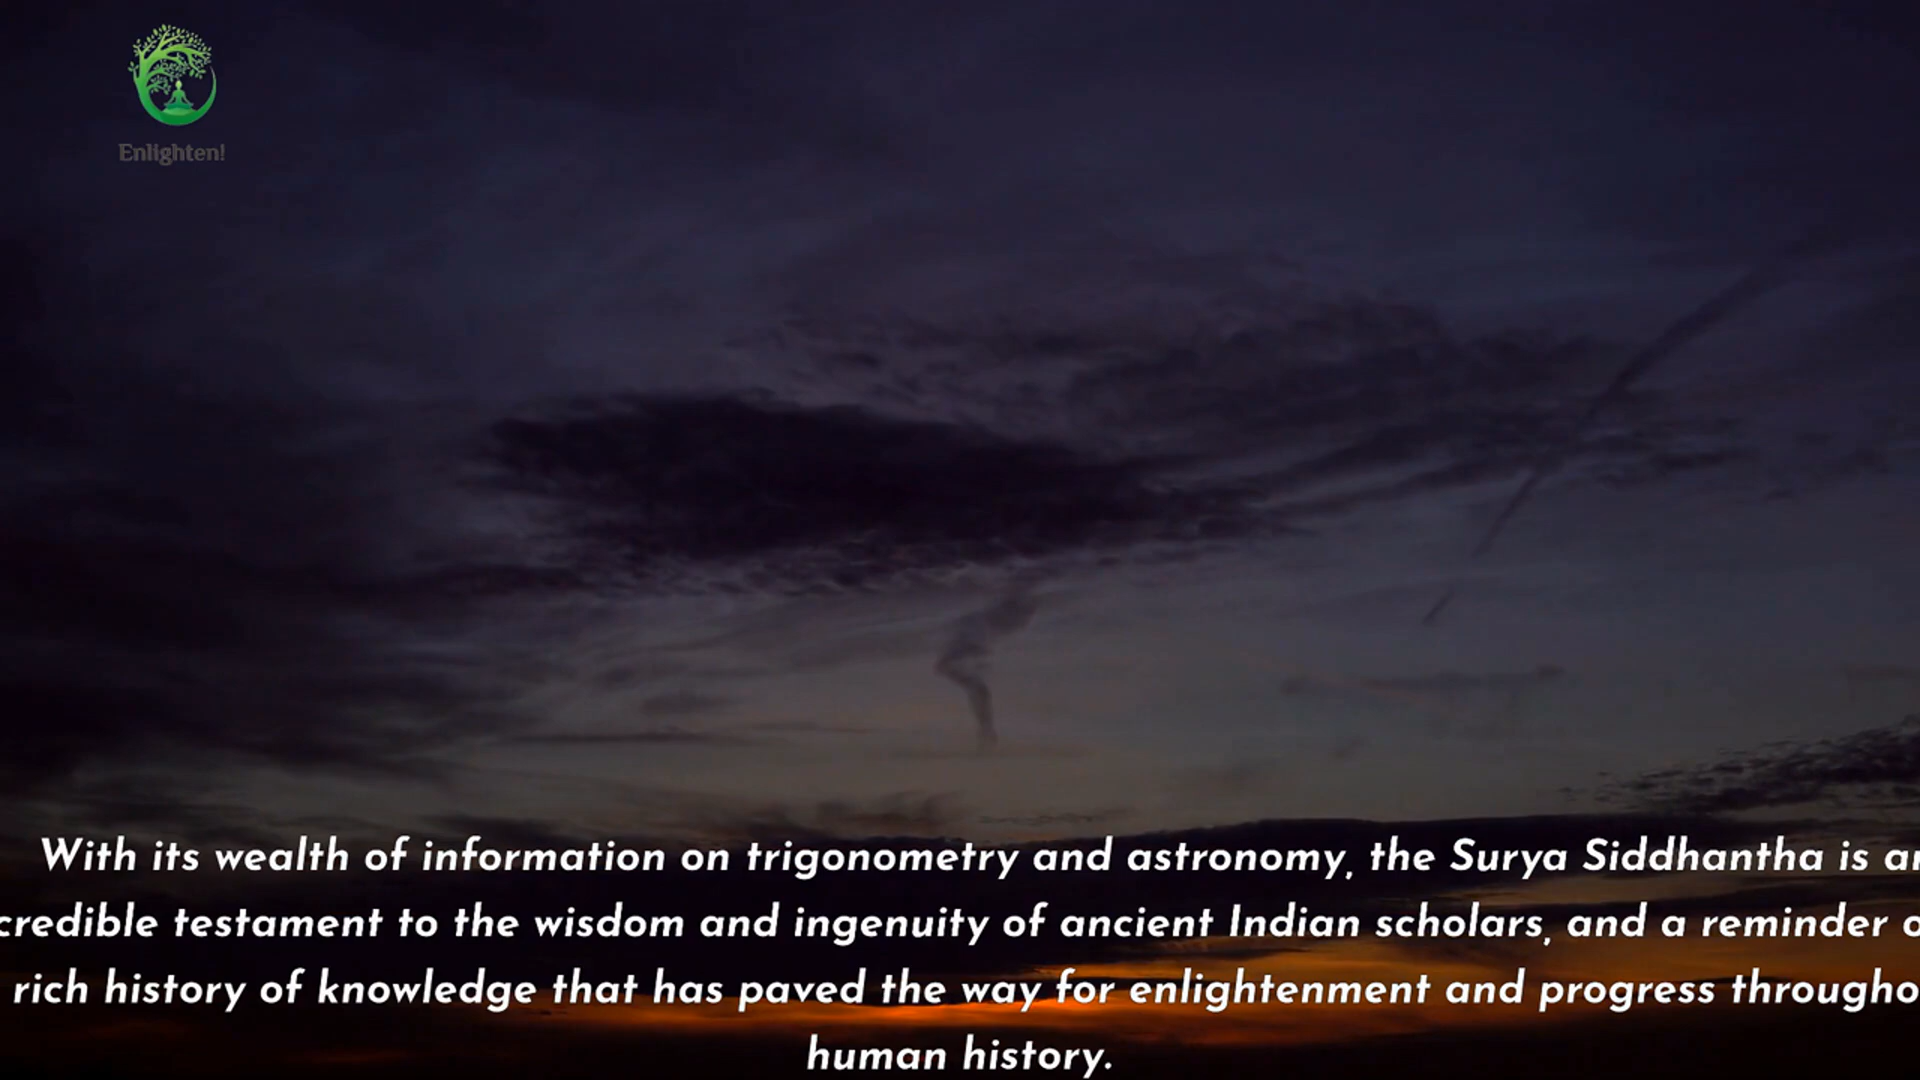 Enlighten!
With its wealth of information on trigonometry and astronomy, the Surya Siddhantha is
credible testament to the wisdom and ingenuity of ancient Indian scholars, and a reminder
rich history of knowledge that has paved the way for enlightenment and progress
human history.